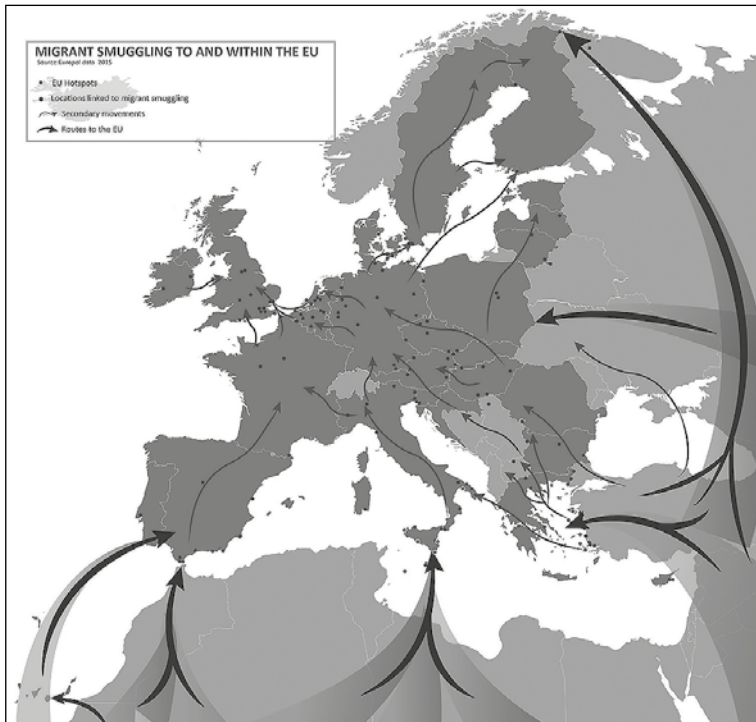 MIGRANT SMUGGLING TO AND WITHIN THE EU
Source Europol data 2015
EU Hotspots
Locations linked to migrant smuggling
Secondary movements
Routes to the EU